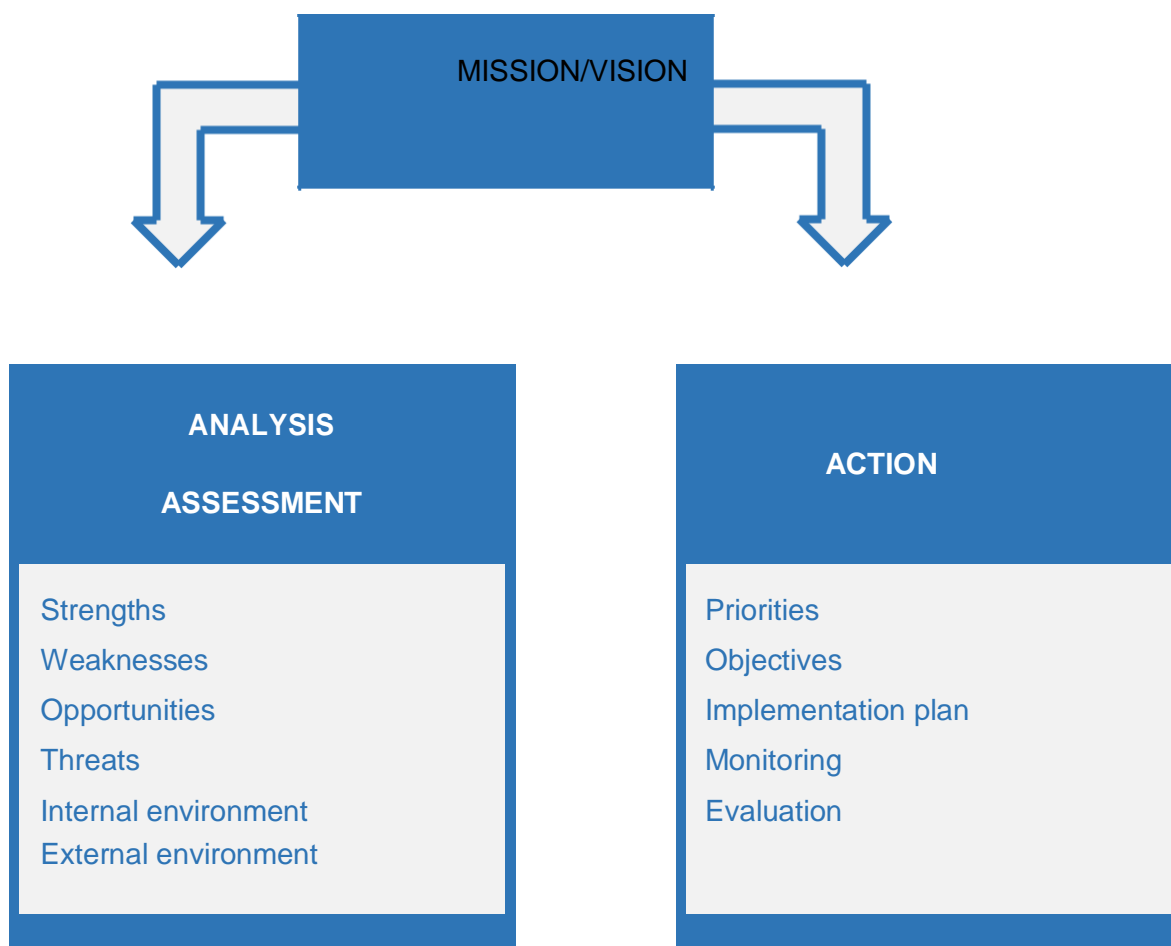 MISSION/VISION
ANALYSIS
ASSESSMENT
Strengths
Weaknesses
Opportunities
Threats
Internal environment
External environment
ACTION
Priorities
Objectives
Implementation plan
Monitoring
Evaluation